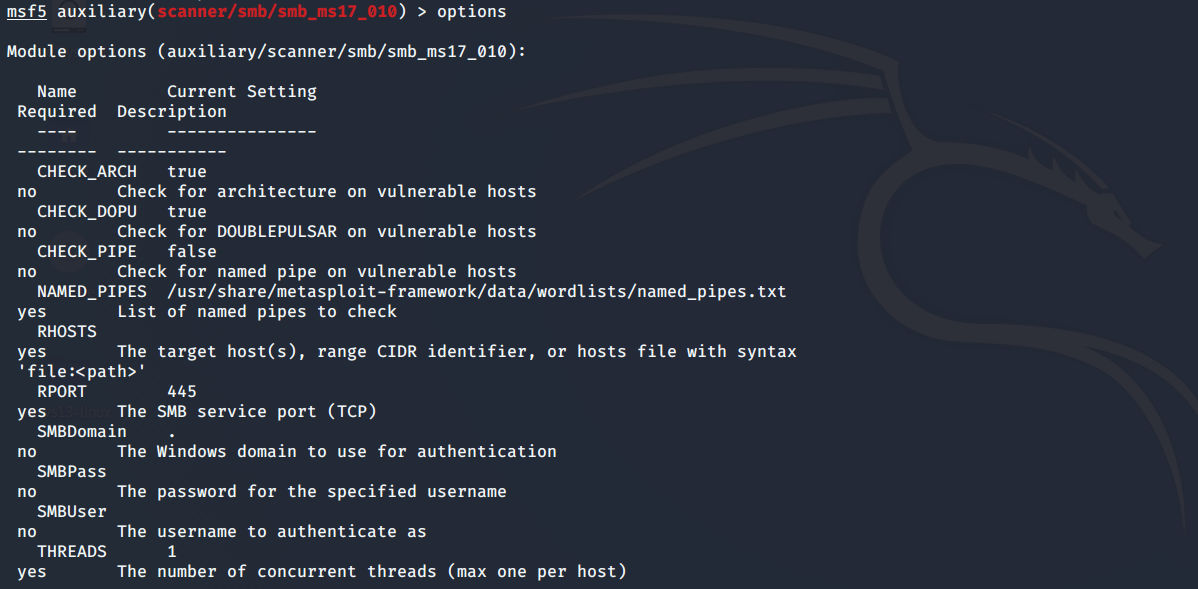 msf5 auxiliary(scanner/smb/smb_ms17_010) > options
Module options (auxiliary/scanner/smb/smb_ms17_010):
Name Current Setting
Required Description
---- ---------------
-------- -----------
CHECK_ARCH true
no Check for architecture on vulnerable hosts
CHECK_DOPU true
no Check for DOUBLEPULSAR on vulnerable hosts
CHECK_PIPE false
no Check for named pipe on vulnerable hosts
NAMED_PIPES /usr/share/metasploit-framework/data/wordlists/named_pipes.txt
yes List of named pipes to check
RHOSTS
yes The target host(s), range CIDR identifier, or hosts file with syntax
'file:<path>'
RPORT 445
yes The SMB service port (TCP)
SMBDomain .
no The Windows domain to use for authentication
SMBPass
no The password for the specified username
SMBUser
no The username to authenticate as
THREADS 1
yes The number of concurrent threads (max one per host)